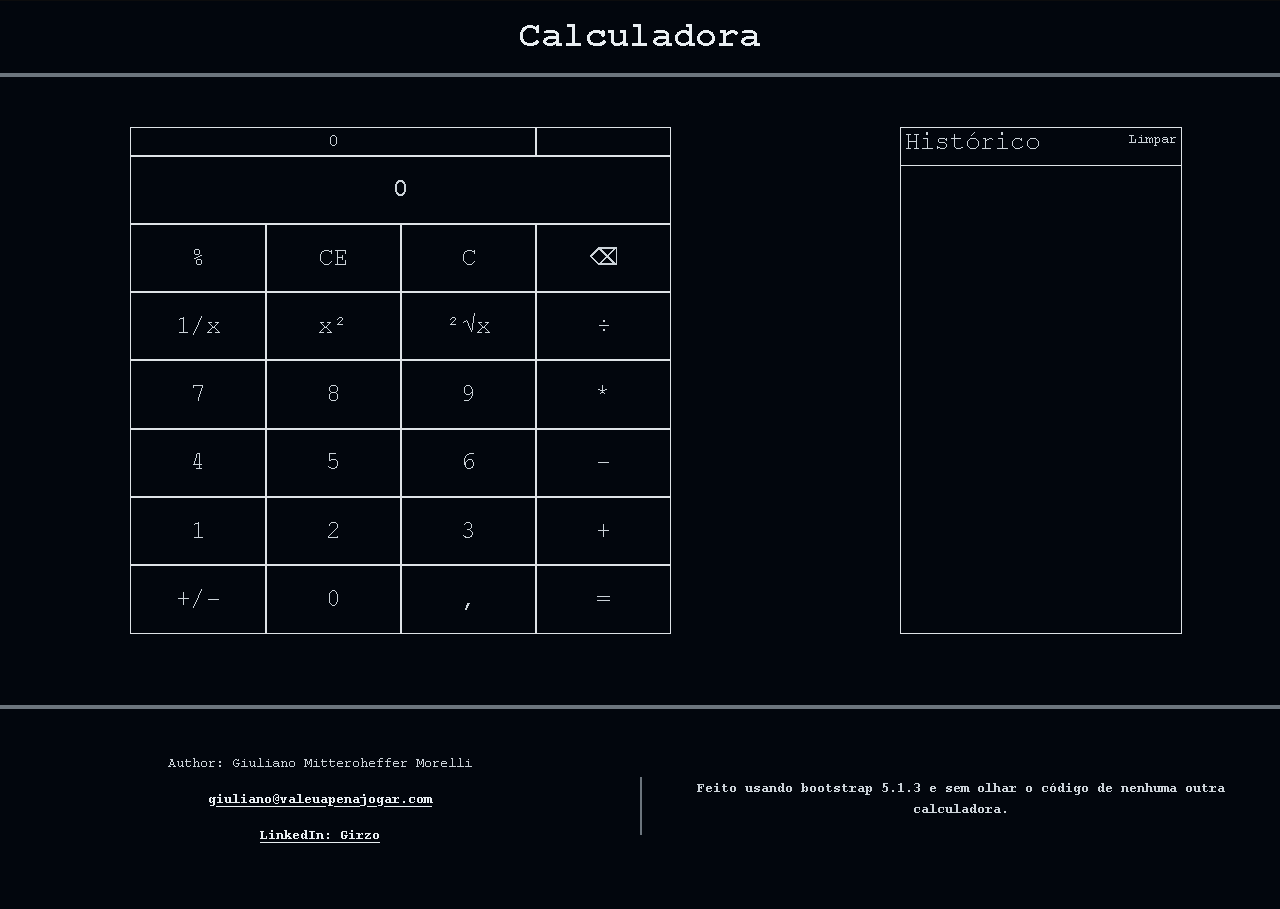 Calculadora
0
0
% CE C ⌫
1/x x² ²√x ÷
7 8 9 *
4 5 6 −
1 2 3 +
+/− 0 , =
Histórico Limpar
Author: Giuliano Mitteroheffer Morelli
giuliano@valeuapenajogar.com
LinkedIn: Girzo
Feito usando bootstrap 5.1.3 e sem olhar o código de nenhuma outra
calculadora.